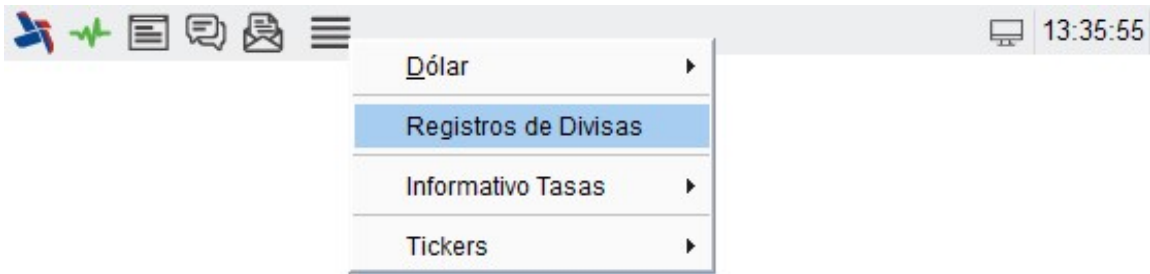 13:35:55
Dólar
Registros de Divisas
Informativo Tasas
Tickers